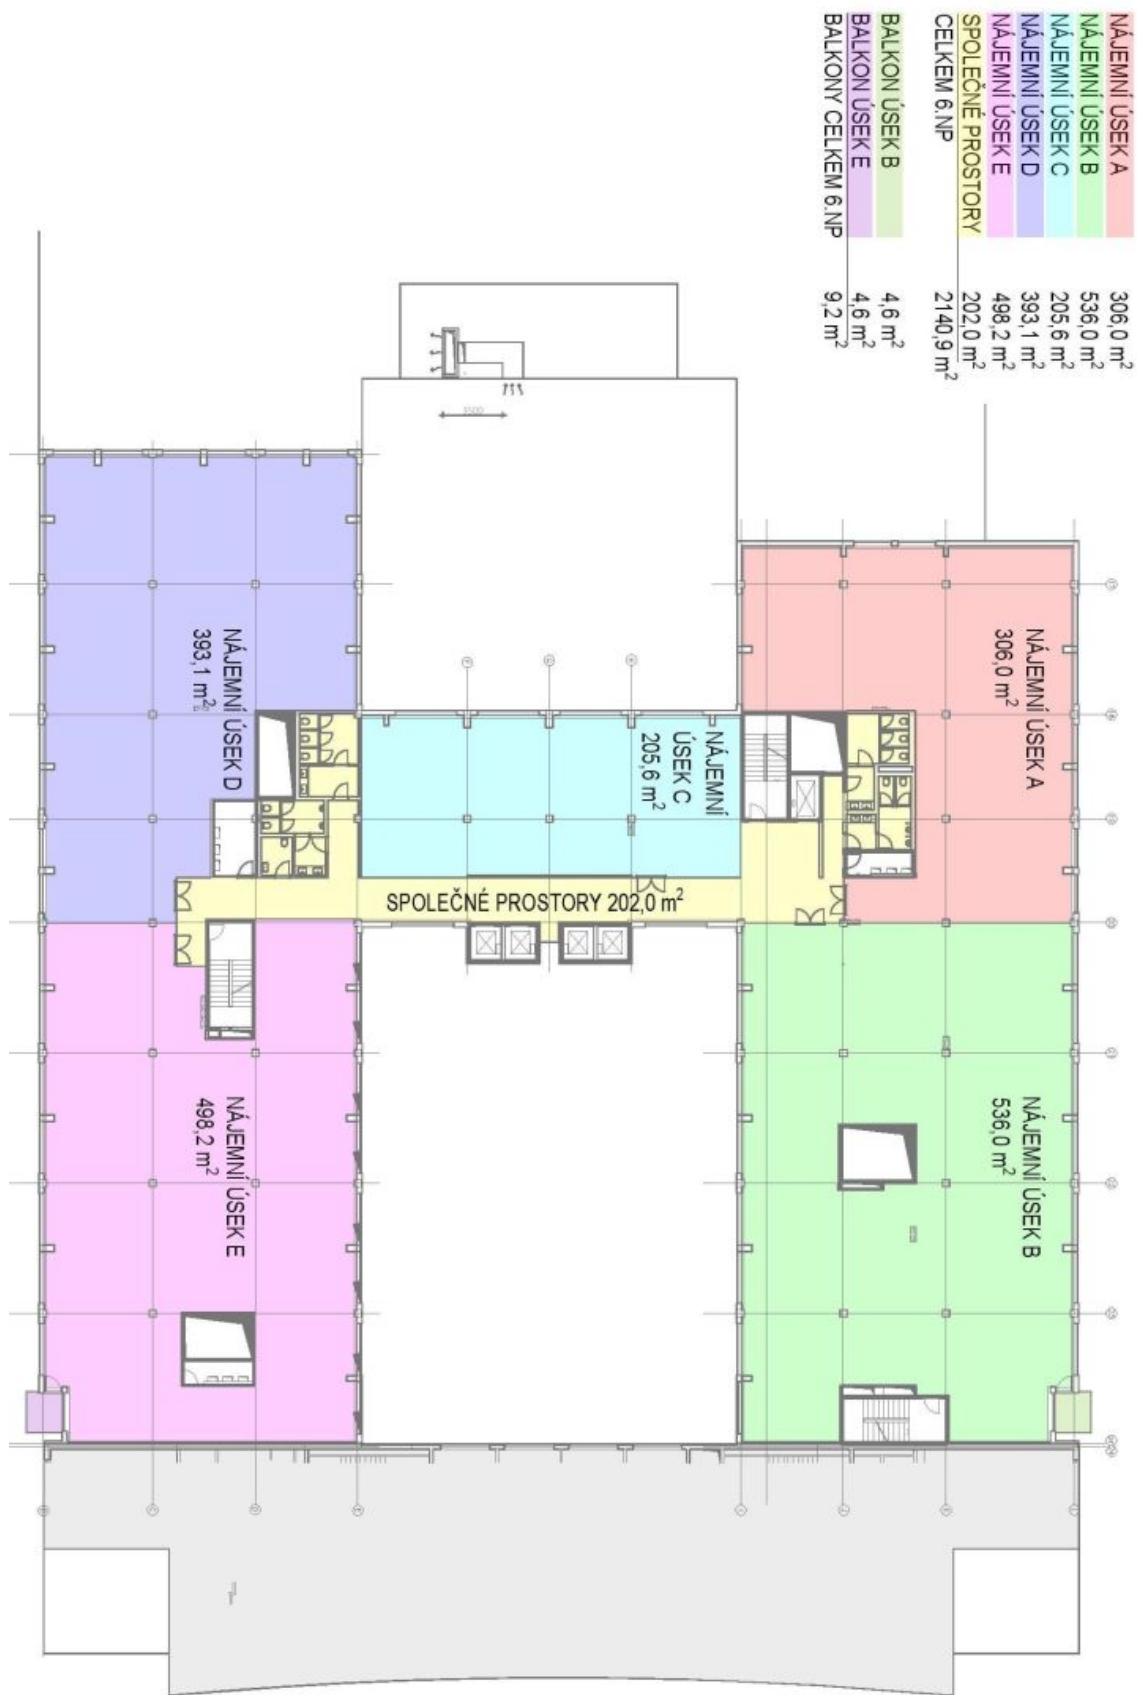 NÁJEMNÍ ÚSEK A 306,0 m²
NÁJEMNÍ ÚSEK B 536,0 m²
NÁJEMNÍ ÚSEK C 205,6 m²
NÁJEMNÍ ÚSEK D 393,1 m²
NÁJEMNÍ ÚSEK E 498,2 m²
SPOLEČNÉ PROSTORY 202,0 m²
CELKEM 6.NP 2140,9 m²
BALKON ÚSEK B 4,6 m²
BALKON ÚSEK E 4,6 m²
BALKONY CELKEM 6.NP 9,2 m²
3500
NÁJEMNÍ ÚSEK A
306,0 m²
NÁJEMNÍ
ÚSEK C
205,6 m²
NÁJEMNÍ ÚSEK D
393,1 m²
SPOLEČNÉ PROSTORY 202,0 m²
NÁJEMNÍ ÚSEK B
536,0 m²
NÁJEMNÍ ÚSEK E
498,2 m²